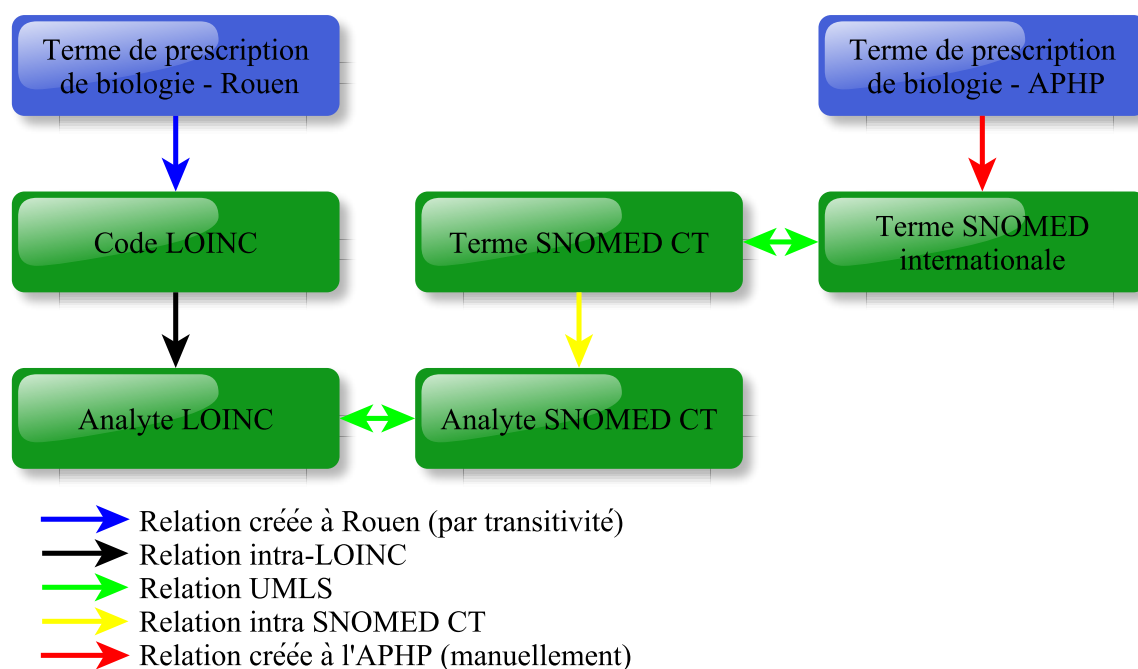 Terme de prescription
de biologie - Rouen
Terme de prescription
de biologie - APHP
Code LOINC
Terme SNOMED CT
Terme SNOMED
internationale
Analyte LOINC
Analyte SNOMED CT
Relation créée à Rouen (par transitivité)
Relation intra-LOINC
Relation UMLS
Relation intra SNOMED CT
Relation créée à l'APHP (manuellement)